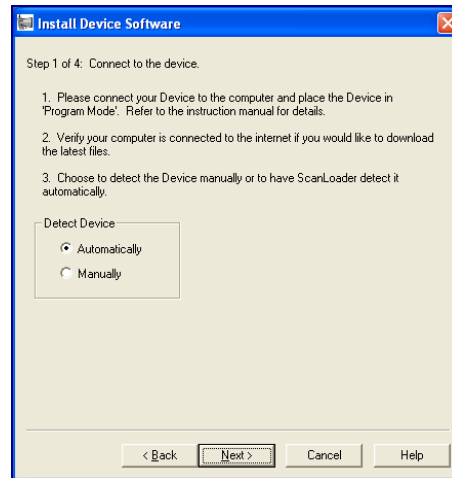 Install Device Software
Step 1 of 4:  Connect to the device.
1.  Please connect your Device to the computer and place the Device in
'Program Mode'.  Refer to the instruction manual for details.
2.  Verify your computer is connected to the internet if you would like to download
the latest files.
3.  Choose to detect the Device manually or to have ScanLoader detect it
automatically.
Detect Device
Automatically
Manually
< Back Next > Cancel Help